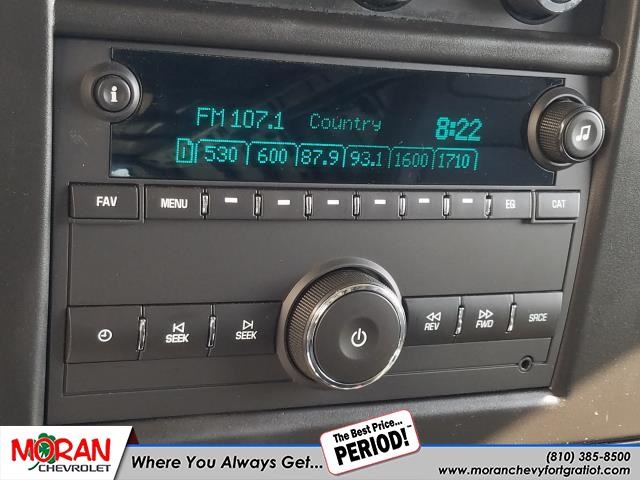 FM 107.1 Country 8:22
1 530 600 87.9 93.1 1600 1710
i
FAV MENU EQ CAT
SEEK SEEK REV FWD SRCE
MORAN
CHEVROLET
Where You Always Get...
The Best Price...
PERIOD!
(810) 385-8500
www.moranchevyfortgratiot.com